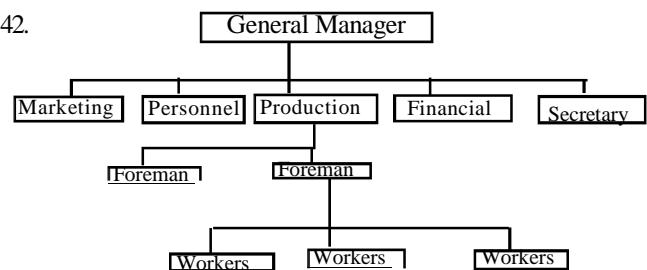 42. General Manager
Marketing Personnel Production Financial Secretary
Foreman Foreman
Workers Workers Workers